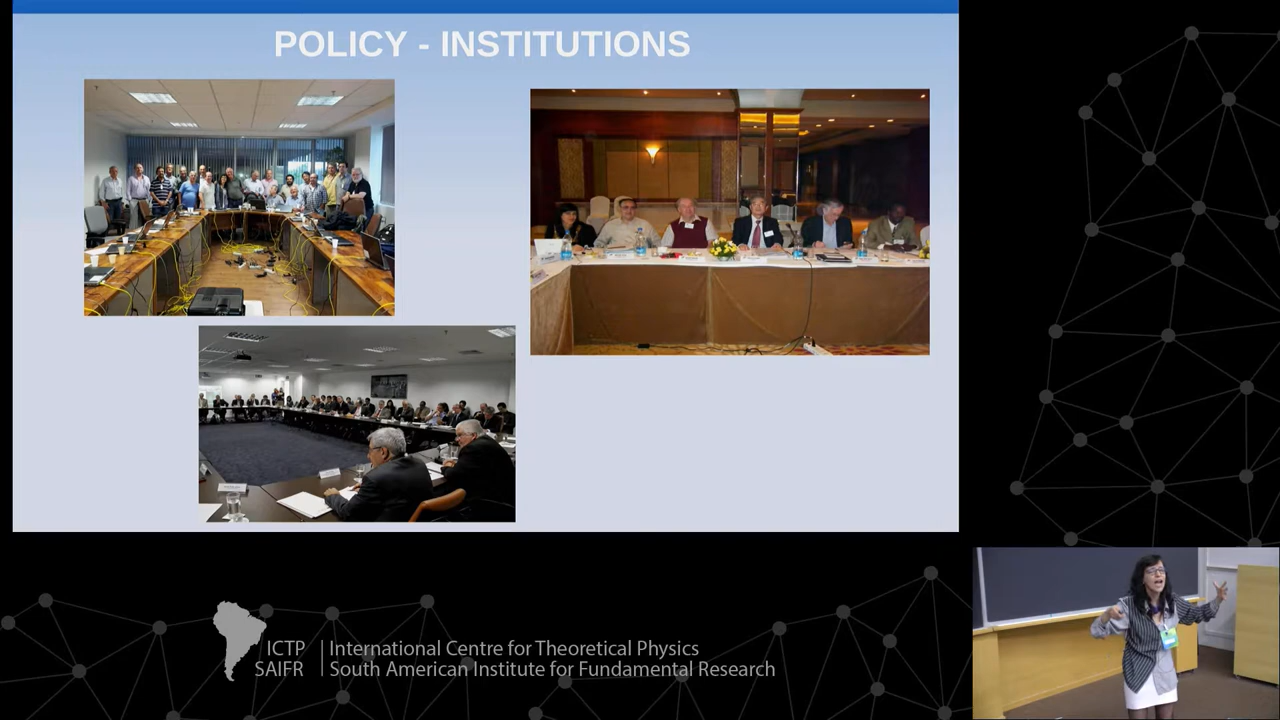 POLICY - INSTITUTIONS
ICTP
SAIFR
International Centre for Theoretical Physics
South American Institute for Fundamental Research